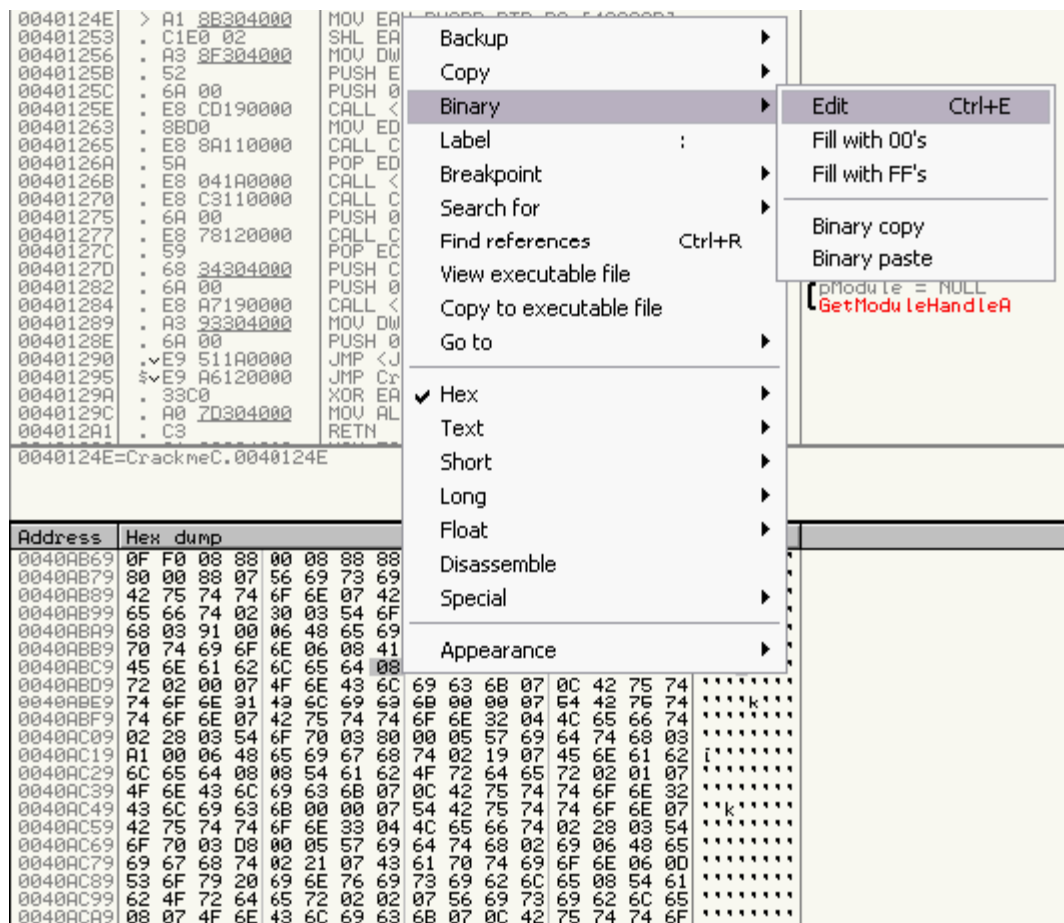 0040124E > A1 8B304000 MOV EA
00401253 . C1E0 02 SHL EA
00401256 . A3 8F304000 MOV DW
0040125B . 52 PUSH E
0040125C . 6A 00 PUSH 0
0040125E . E8 CD190000 CALL <
00401263 . 8BD0 MOV ED
00401265 . E8 8A110000 CALL C
0040126A . 5A POP ED
0040126B . E8 041A0000 CALL <
00401270 . E8 C3110000 CALL C
00401275 . 6A 00 PUSH 0
00401277 . E8 78120000 CALL C
0040127C . 59 POP EC
0040127D . 68 34304000 PUSH C
00401282 . 6A 00 PUSH 0
00401284 . E8 A7190000 CALL <
00401289 . A3 93304000 MOV DW
0040128E . 6A 00 PUSH 0
00401290 .vE9 511A0000 JMP <J
00401295 $vE9 A6120000 JMP Cr
0040129A . 33C0 XOR EA
0040129C . A0 7D304000 MOV AL
004012A1 . C3 RETN
pModule = NULL
GetModuleHandleA
Backup
Copy
Binary
Label :
Breakpoint
Search for
Find references Ctrl+R
View executable file
Copy to executable file
Go to
Hex
Text
Short
Long
Float
Disassemble
Special
Appearance
Edit Ctrl+E
Fill with 00's
Fill with FF's
Binary copy
Binary paste
0040124E=CrackmeC.0040124E
Address Hex dump
0040AB69 0F F0 08 88 00 08 88 88
0040AB79 80 00 88 07 56 69 73 69
0040AB89 42 75 74 74 6F 6E 07 42
0040AB99 65 66 74 02 30 03 54 6F
0040ABA9 68 03 91 00 06 48 65 69
0040ABB9 70 74 69 6F 6E 06 08 41
0040ABC9 45 6E 61 62 6C 65 64 08
0040ABD9 72 02 00 07 4F 6E 43 6C 69 63 6B 07 0C 42 75 74
0040ABE9 74 6F 6E 31 43 6C 69 63 6B 00 00 07 54 42 75 74 k
0040ABF9 74 6F 6E 07 42 75 74 74 6F 6E 32 04 4C 65 66 74
0040AC09 02 28 03 54 6F 70 03 80 00 05 57 69 64 74 68 03
0040AC19 A1 00 06 48 65 69 67 68 74 02 19 07 45 6E 61 62 í
0040AC29 6C 65 64 08 08 54 61 62 4F 72 64 65 72 02 01 07
0040AC39 4F 6E 43 6C 69 63 6B 07 0C 42 75 74 74 6F 6E 32
0040AC49 43 6C 69 63 6B 00 00 07 54 42 75 74 74 6F 6E 07 k
0040AC59 42 75 74 74 6F 6E 33 04 4C 65 66 74 02 28 03 54
0040AC69 6F 70 03 D8 00 05 57 69 64 74 68 02 69 06 48 65
0040AC79 69 67 68 74 02 21 07 43 61 70 74 69 6F 6E 06 0D
0040AC89 53 6F 79 20 69 6E 76 69 73 69 62 6C 65 08 54 61
0040AC99 62 4F 72 64 65 72 02 02 07 56 69 73 69 62 6C 65
0040ACA9 08 07 4F 6E 43 6C 69 63 6B 07 0C 42 75 74 74 6F